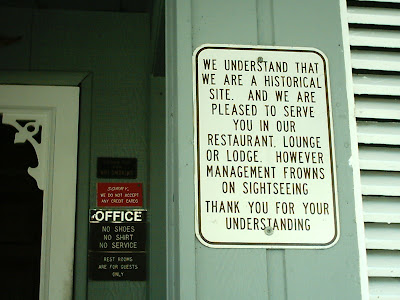 WE UNDERSTAND THAT
WE ARE A HISTORICAL
SITE. AND WE ARE
PLEASED TO SERVE
YOU IN OUR
RESTAURANT, LOUNGE
OR LODGE. HOWEVER
MANAGEMENT FROWNS
ON SIGHTSEEING
THANK YOU FOR YOUR
UNDERSTANDING
SORRY,
WE DO NOT ACCEPT
ANY CREDIT CARDS
OFFICE
NO SHOES
NO SHIRT
NO SERVICE
REST ROOMS
ARE FOR GUESTS
ONLY